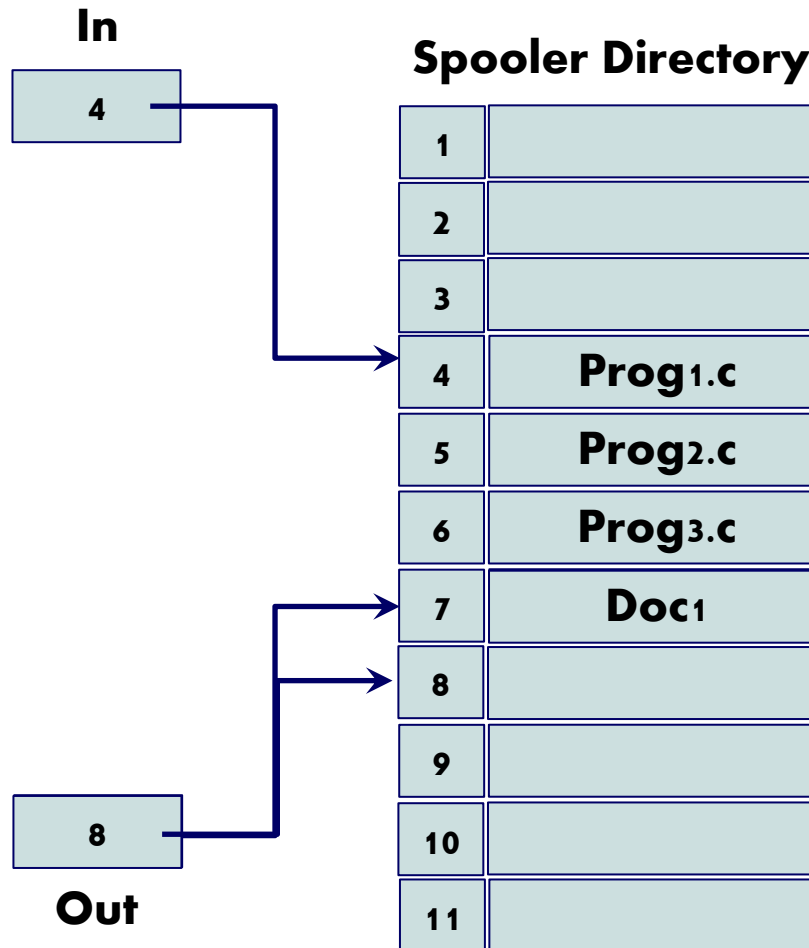 In
4
Spooler Directory
1
2
3
4 Prog1.c
5 Prog2.c
6 Prog3.c
7 Doc1
8
9
10
11
8
Out